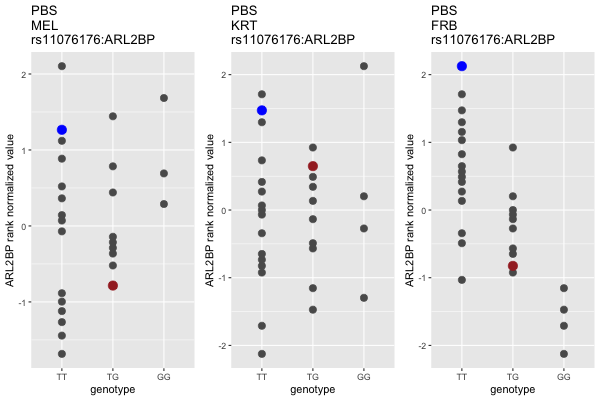 PBS
MEL
rs11076176:ARL2BP
ARL2BP rank normalized value
2
1
0
-1
TT
TG
GG
genotype
PBS
KRT
rs11076176:ARL2BP
ARL2BP rank normalized value
2
1
0
-1
-2
TT
TG
GG
genotype
PBS
FRB
rs11076176:ARL2BP
ARL2BP rank normalized value
2
1
0
-1
-2
TT
TG
GG
genotype